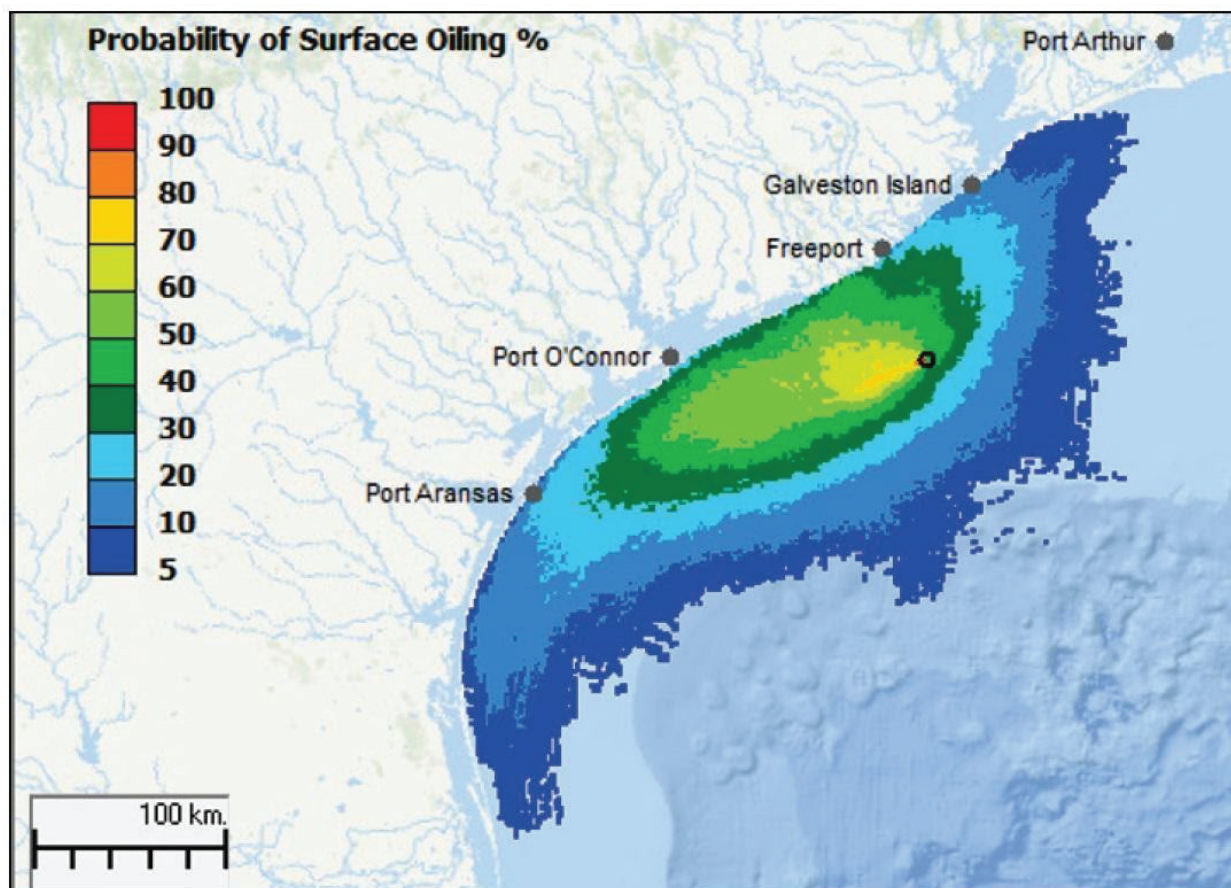 Probability of Surface Oiling %
100
90
80
70
60
50
40
30
20
10
5
Port Arthur
Galveston Island
Freeport
Port O'Connor
Port Aransas
100 km.